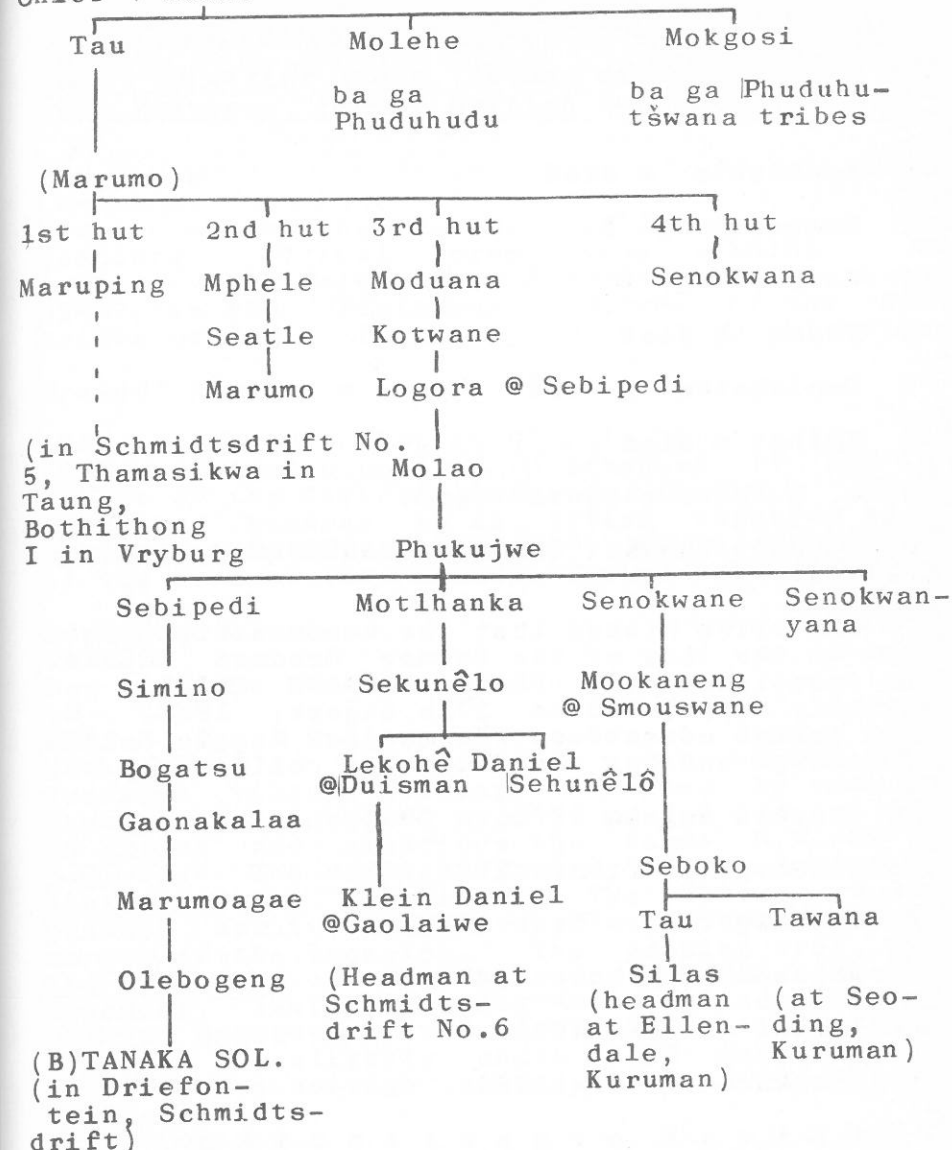 Tau Molehe Mokgosi
ba ga ba ga Phuduhu-
Phuduhudu tšwana tribes
(Marumo)
1st hut 2nd hut 3rd hut 4th hut
Maruping Mphele Moduana Senokwana
Seatle Kotwane
Marumo Logora @ Sebipedi
(in Schmidtsdrift No.
5, Thamasikwa in Molao
Taung,
Bothithong
I in Vryburg Phukujwe
Sebipedi Motlhanka Senokwane Senokwan-
yana
Simino Sekunêlo Mookaneng
@ Smouswane
Bogatsu Lekohê Daniel
@Duisman Sehunêlô
Gaonakalaa
Seboko
Marumoagae Klein Daniel
@Gaolaiwe Tau Tawana
Olebogeng (Headman at Silas
Schmidts- (headman (at Seo-
drift No.6 at Ellen- ding,
dale, Kuruman)
Kuruman)
(B)TANAKA SOL.
(in Driefon-
tein, Schmidts-
drift)